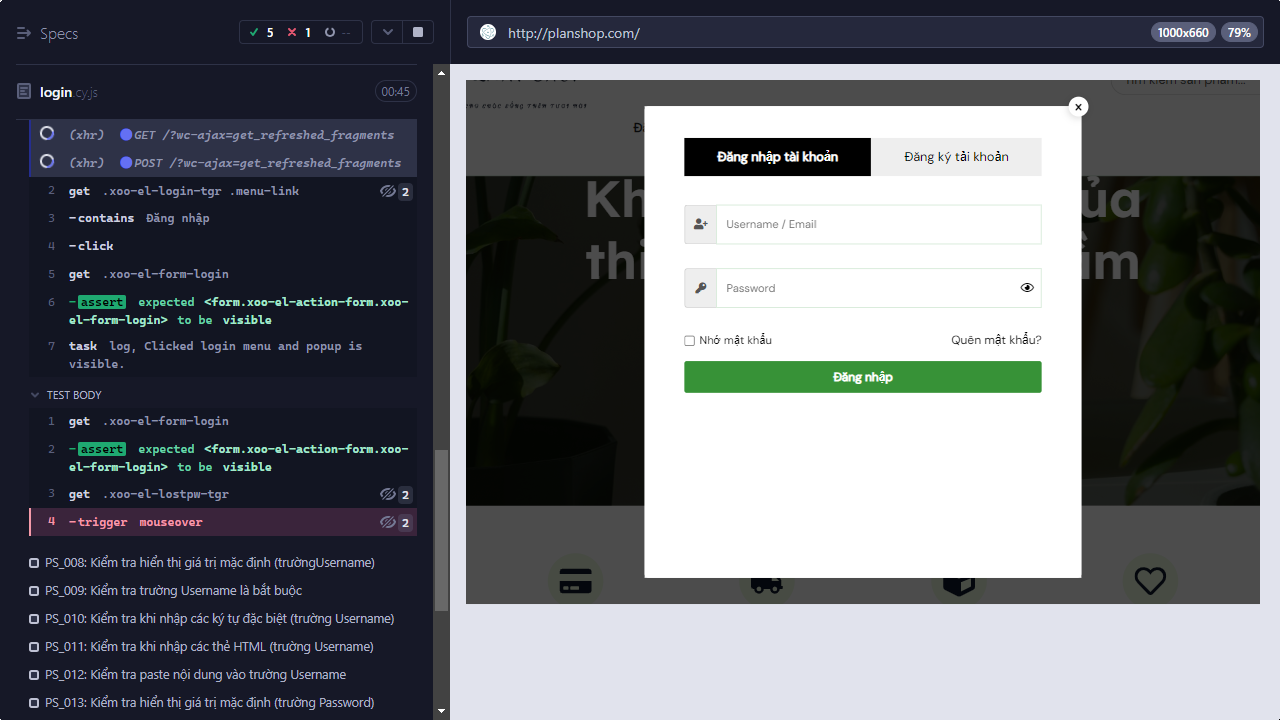 Specs
5
1
--
login.cy.js
00:45
(xhr) GET /?wc-ajax=get_refreshed_fragments
(xhr) POST /?wc-ajax=get_refreshed_fragments
2 get .xoo-el-login-tgr .menu-link 2
3 -contains Đăng nhập
4 -click
5 get .xoo-el-form-login
6 -assert expected <form.xoo-el-action-form.xoo-
el-form-login> to be visible
7 task log, Clicked login menu and popup is
visible.
TEST BODY
1 get .xoo-el-form-login
2 -assert expected <form.xoo-el-action-form.xoo-
el-form-login> to be visible
3 get .xoo-el-lostpw-tgr 2
4 -trigger mouseover 2
PS_008: Kiểm tra hiển thị giá trị mặc định (trườngUsername)
PS_009: Kiểm tra trường Username là bắt buộc
PS_010: Kiểm tra khi nhập các ký tự đặc biệt (trường Username)
PS_011: Kiểm tra khi nhập các thẻ HTML (trường Username)
PS_012: Kiểm tra paste nội dung vào trường Username
PS_013: Kiểm tra hiển thị giá trị mặc định (trường Password)
http://planshop.com/
1000x660
79%
Tìm kiếm sản phẩm...
Đăng nhập tài khoản
Đăng ký tải khoản
Kh
ủa
thi
Username / Email
Password
Nhớ mật khẩu
Quên mật khẩu?
Đăng nhập